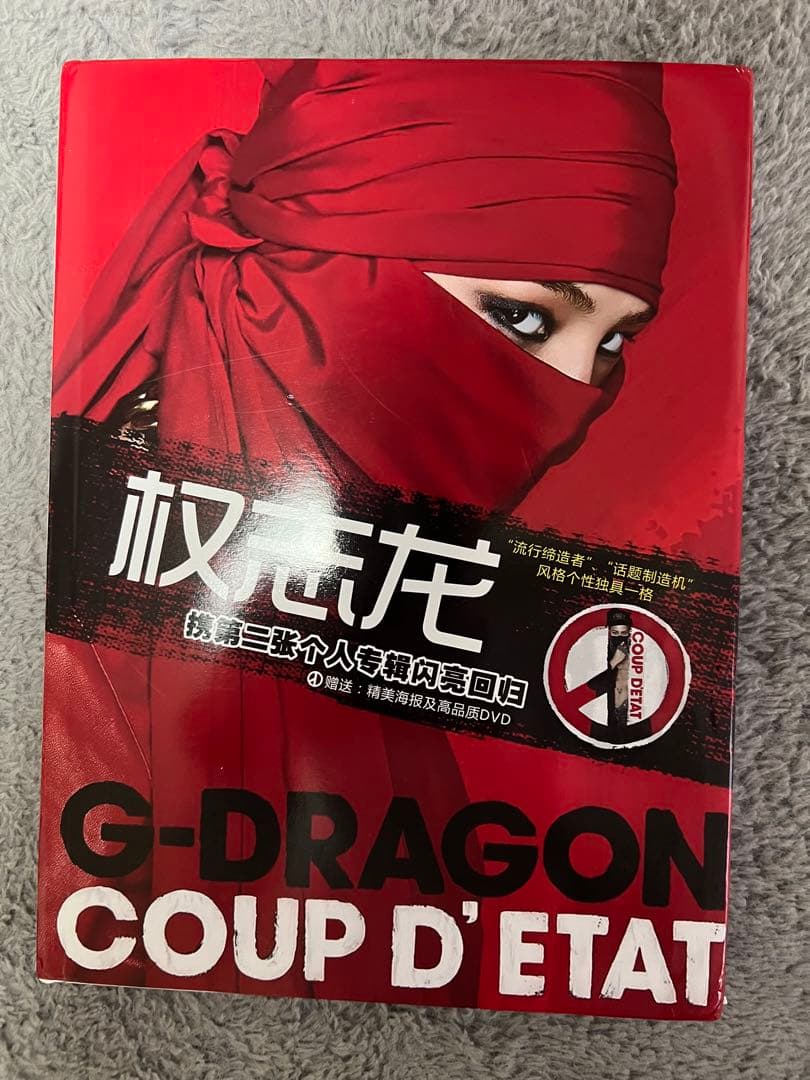 权志龙
"流行缔造者"、"话题制造机"
风格个性独具一格
携第二张个人专辑闪亮回归
赠送：精美海报及高品质DVD
COUP D'ETAT
G-DRAGON
COUP D'ETAT